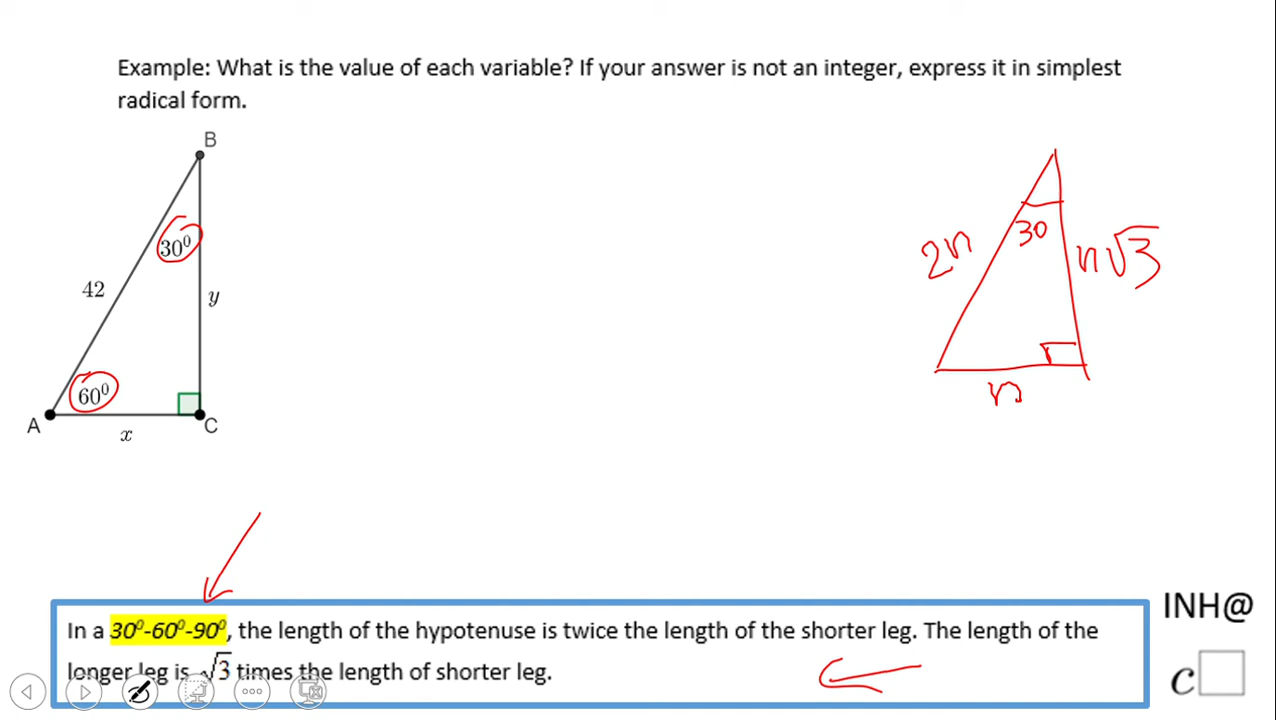 Example: What is the value of each variable? If your answer is not an integer, express it in simplest
radical form.
B
30⁰
42
y
60⁰
A
C
x
30
2n
n√3
n
In a 30⁰-60⁰-90⁰, the length of the hypotenuse is twice the length of the shorter leg. The length of the
longer leg is √3 times the length of shorter leg.
INH@
c